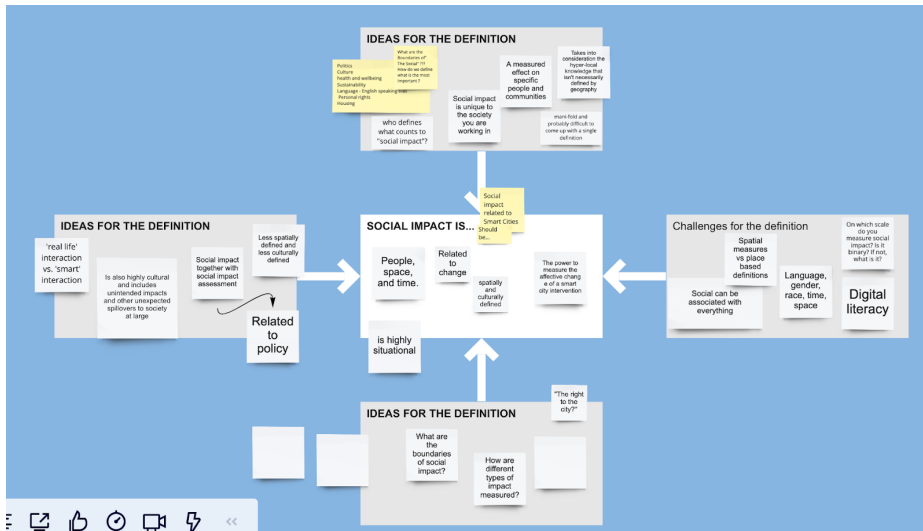 IDEAS FOR THE DEFINITION
Politics
Culture
health and wellbeing
Sustainability
Language - English speaking
Personal rights
Housing
What are the
Boundaries of"
The Social" ???
How do we define
what is the most
important?
who defines
what counts to
"social impact"?
Social impact
is unique to
the society
you are
working in
A measured
effect on
specific
people and
communities
Takes into
consideration the
hyper-local
knowledge that
isn't necessarily
defined by
geography
mani-fold and
probably difficult to
come up with a single
definition
IDEAS FOR THE DEFINITION
'real life'
interaction
vs. 'smart'
interaction
Is also highly cultural
and includes
unintended impacts
and other unexpected
spillovers to society
at large
Social impact
together with
social impact
assessment
Less spatially
defined and
less culturally
defined
Related
to
policy
SOCIAL IMPACT IS...
Social
impact
related to
Smart Cities
Should
be...
People,
space,
and time.
Related
to
change
spatially
and
culturally
defined
The power to
measure the
affective chang
e of a smart
city intervention
is highly
situational
Challenges for the definition
Spatial
measures
vs place
based
definitions
Social can be
associated with
everything
Language,
gender,
race, time,
space
On which scale
do you
measure social
impact? Is it
binary? If not,
what is it?
Digital
literacy
IDEAS FOR THE DEFINITION
"The right
to the
city?"
What are
the
boundaries
of social
impact?
How are
different
types of
impact
measured?